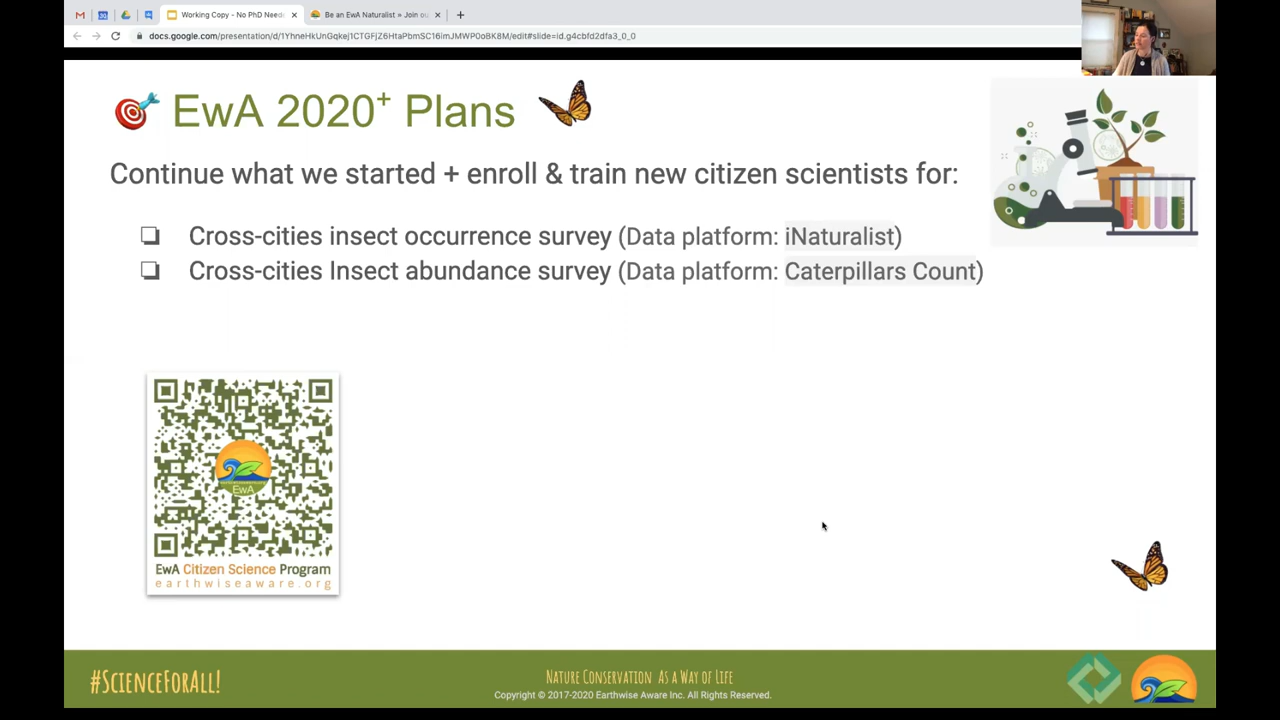 Working Copy - No PhD Need
Be an EwA Naturalist » Join ou
docs.google.com/presentation/d/1YhneHkUnGqkej1CTGFjZ6HtaPbmSC16imJMWP0oBK8M/edit#slide=id.g4cbfd2dfa3_0_0
EwA 2020+ Plans
Continue what we started + enroll & train new citizen scientists for:
❏ Cross-cities insect occurrence survey (Data platform: iNaturalist)
❏ Cross-cities Insect abundance survey (Data platform: Caterpillars Count)
EwA
EwA Citizen Science Program
earthwiseaware.org
#ScienceForAll!
Nature Conservation As a Way of Life
Copyright © 2017-2020 Earthwise Aware Inc. All Rights Reserved.